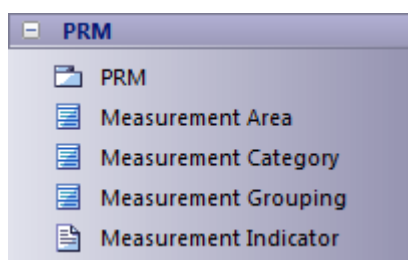 PRM
PRM
Measurement Area
Measurement Category
Measurement Grouping
Measurement Indicator